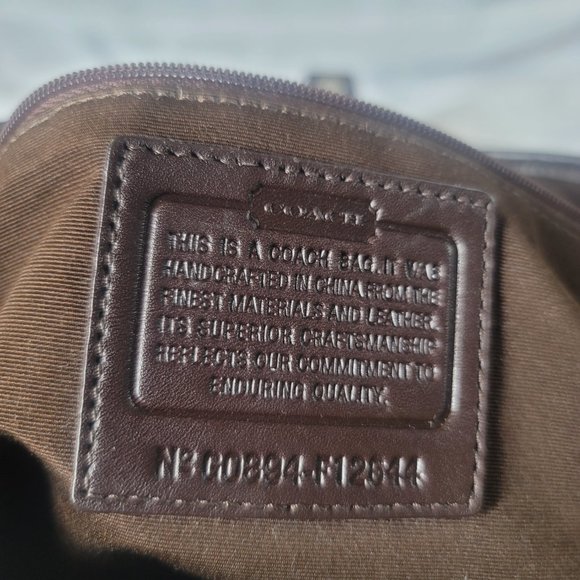 COACH
THIS IS A COACH BAG. IT WAS
HANDCRAFTED IN CHINA FROM THE
FINEST MATERIALS AND LEATHER.
ITS SUPERIOR CRAFTSMANSHIP
REFLECTS OUR COMMITMENT TO
ENDURING QUALITY.
Nº C0894-F12644